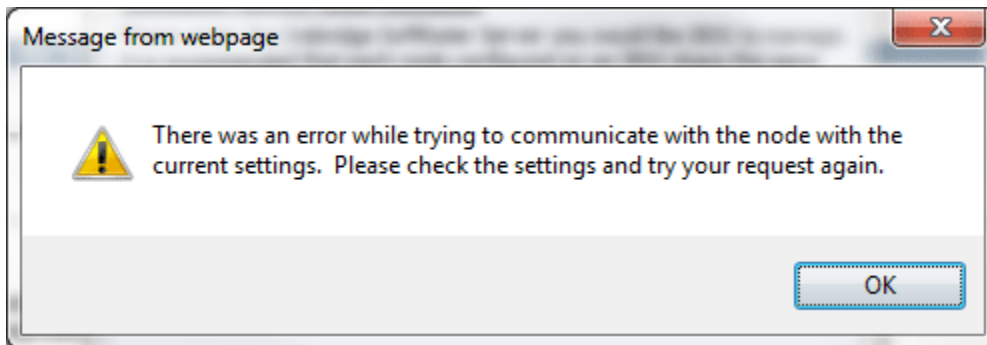 Message from webpage
There was an error while trying to communicate with the node with the
current settings.  Please check the settings and try your request again.
OK